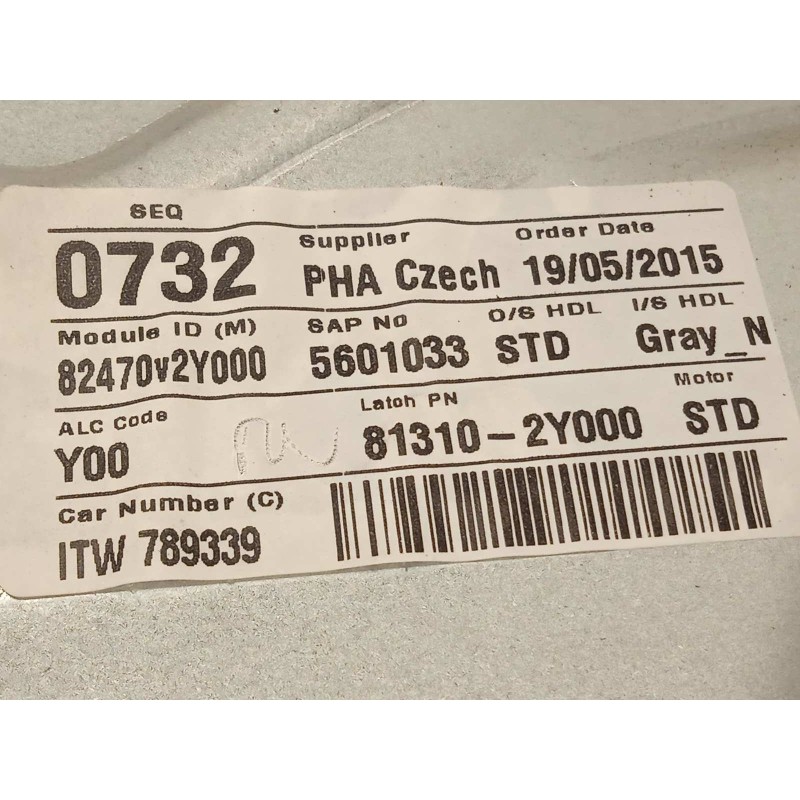 SEQ
0732
Supplier
PHA Czech
Order Date
19/05/2015
Module ID (M)
82470v2Y000
SAP No
5601033
O/S HDL
STD
I/S HDL
Gray_N
ALC Code
Y00
Latch PN
81310-2Y000
Motor
STD
Car Number (C)
ITW 789339